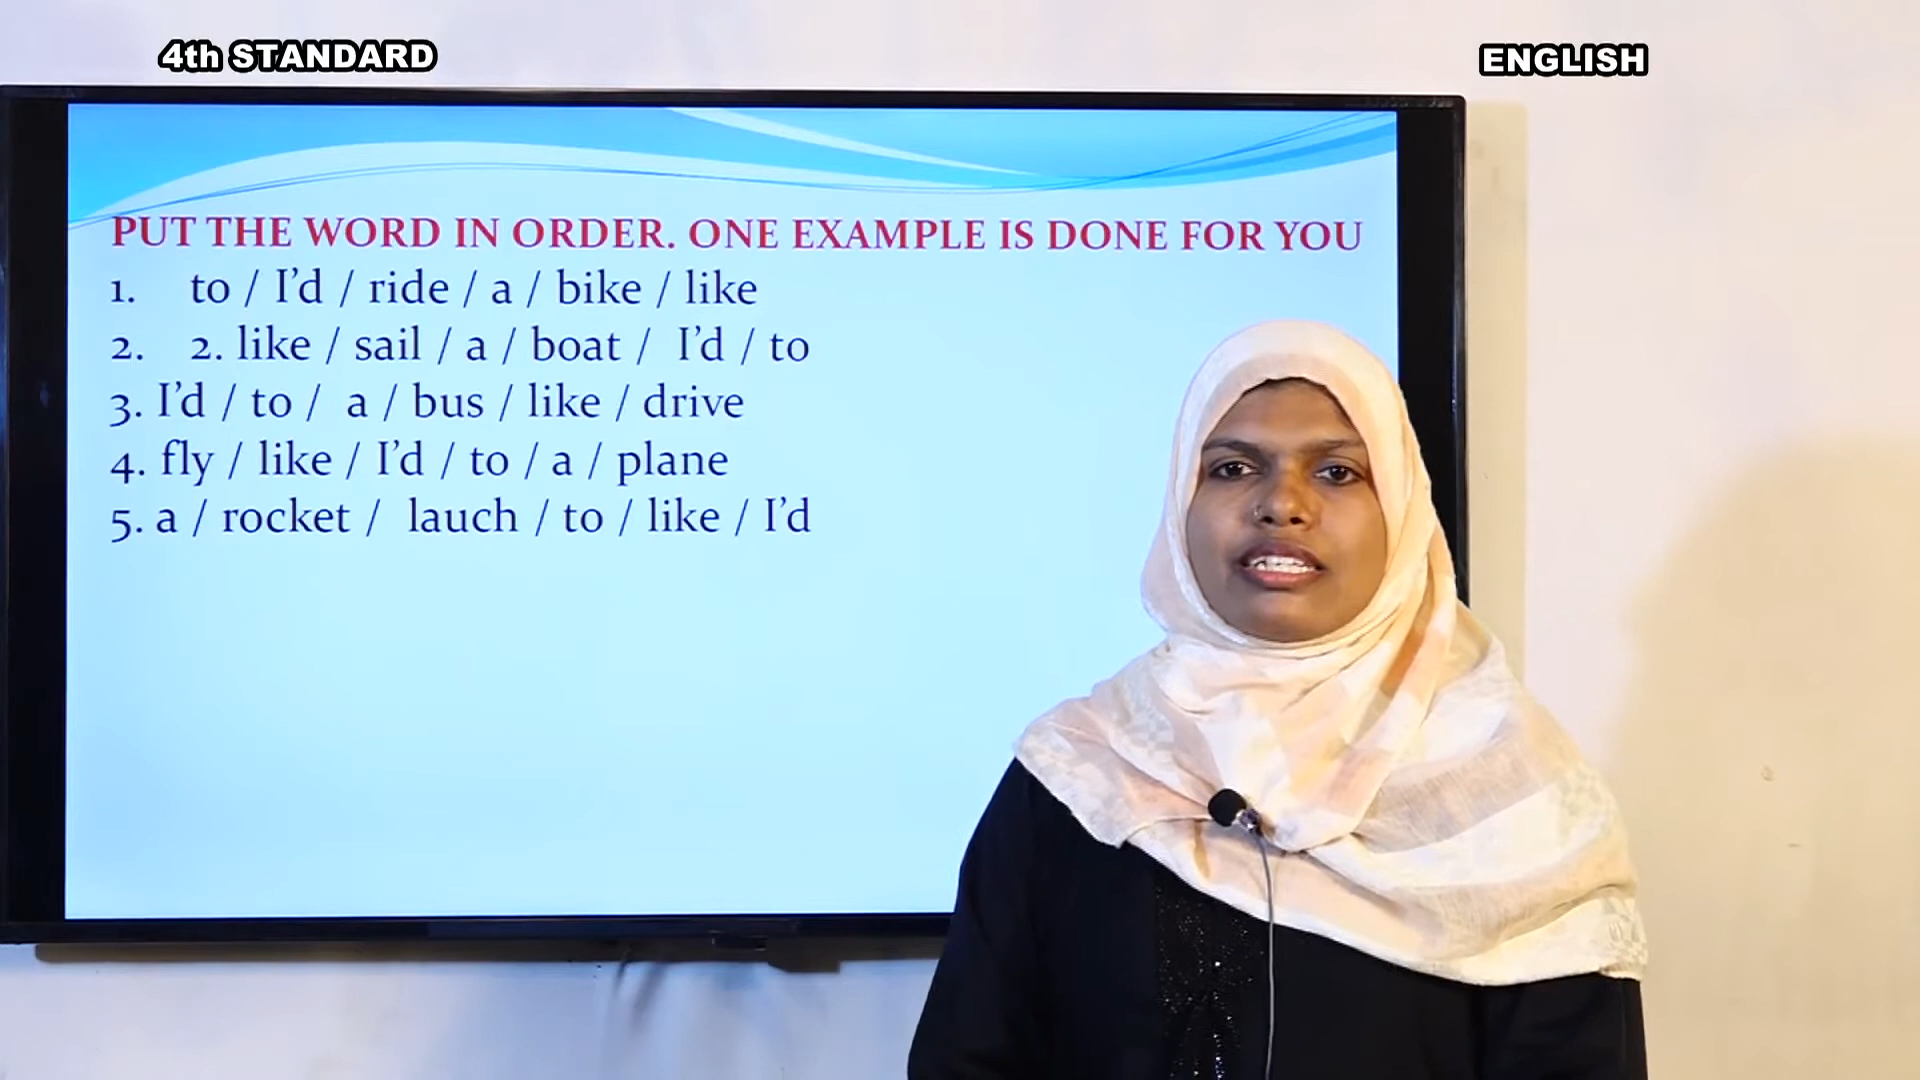 4th STANDARD
ENGLISH
PUT THE WORD IN ORDER. ONE EXAMPLE IS DONE FOR YOU
1. to / I’d / ride / a / bike / like
2. 2. like / sail / a / boat / I’d / to
3. I’d / to / a / bus / like / drive
4. fly / like / I’d / to / a / plane
5. a / rocket / lauch / to / like / I’d